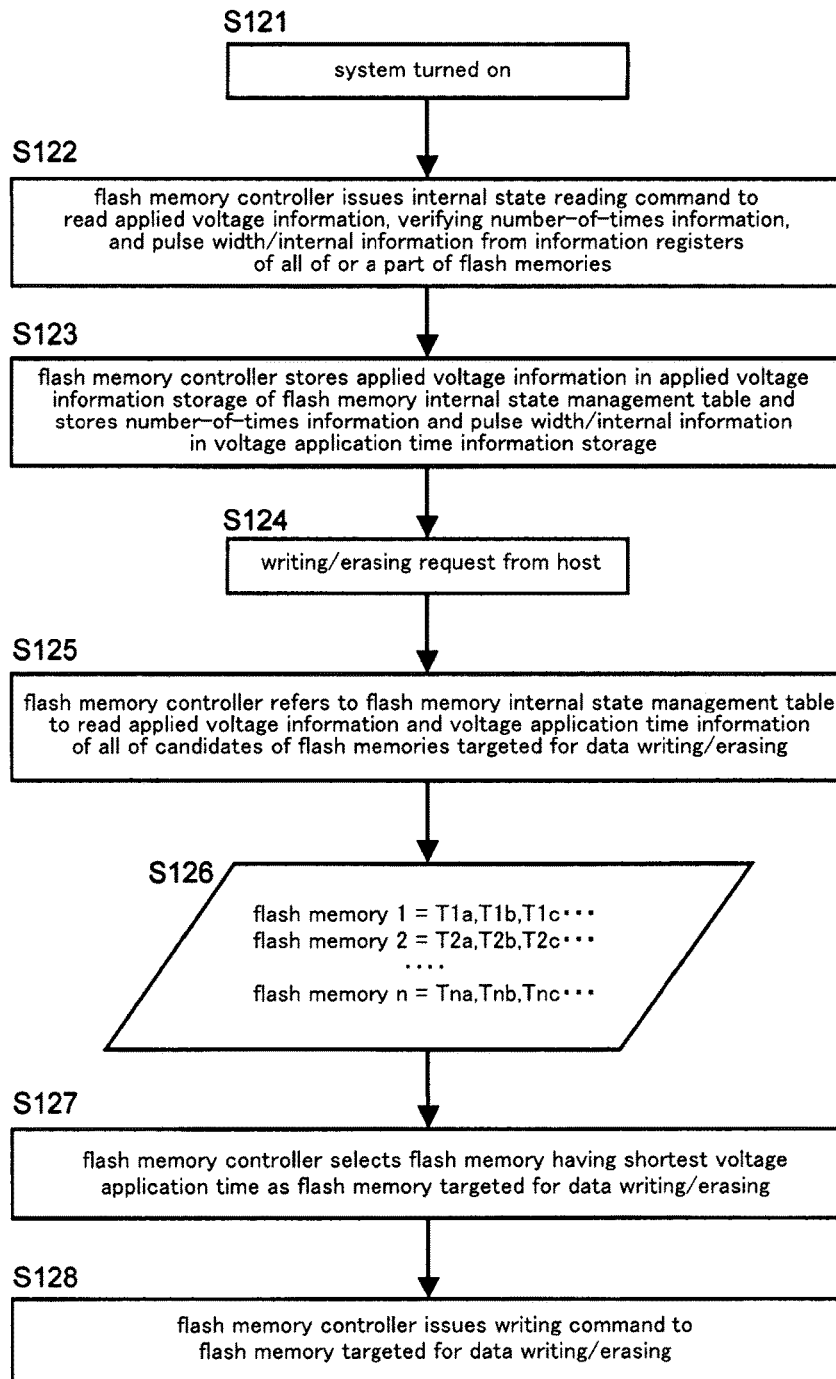 S121
system turned on
S122
flash memory controller issues internal state reading command to
read applied voltage information, verifying number-of-times information,
and pulse width/internal information from information registers
of all of or a part of flash memories
S123
flash memory controller stores applied voltage information in applied voltage
information storage of flash memory internal state management table and
stores number-of-times information and pulse width/internal information
in voltage application time information storage
S124
writing/erasing request from host
S125
flash memory controller refers to flash memory internal state management table
to read applied voltage information and voltage application time information
of all of candidates of flash memories targeted for data writing/erasing
S126
flash memory 1 = T1a,T1b,T1c···
flash memory 2 = T2a,T2b,T2c···
····
flash memory n = Tna,Tnb,Tnc···
S127
flash memory controller selects flash memory having shortest voltage
application time as flash memory targeted for data writing/erasing
S128
flash memory controller issues writing command to
flash memory targeted for data writing/erasing